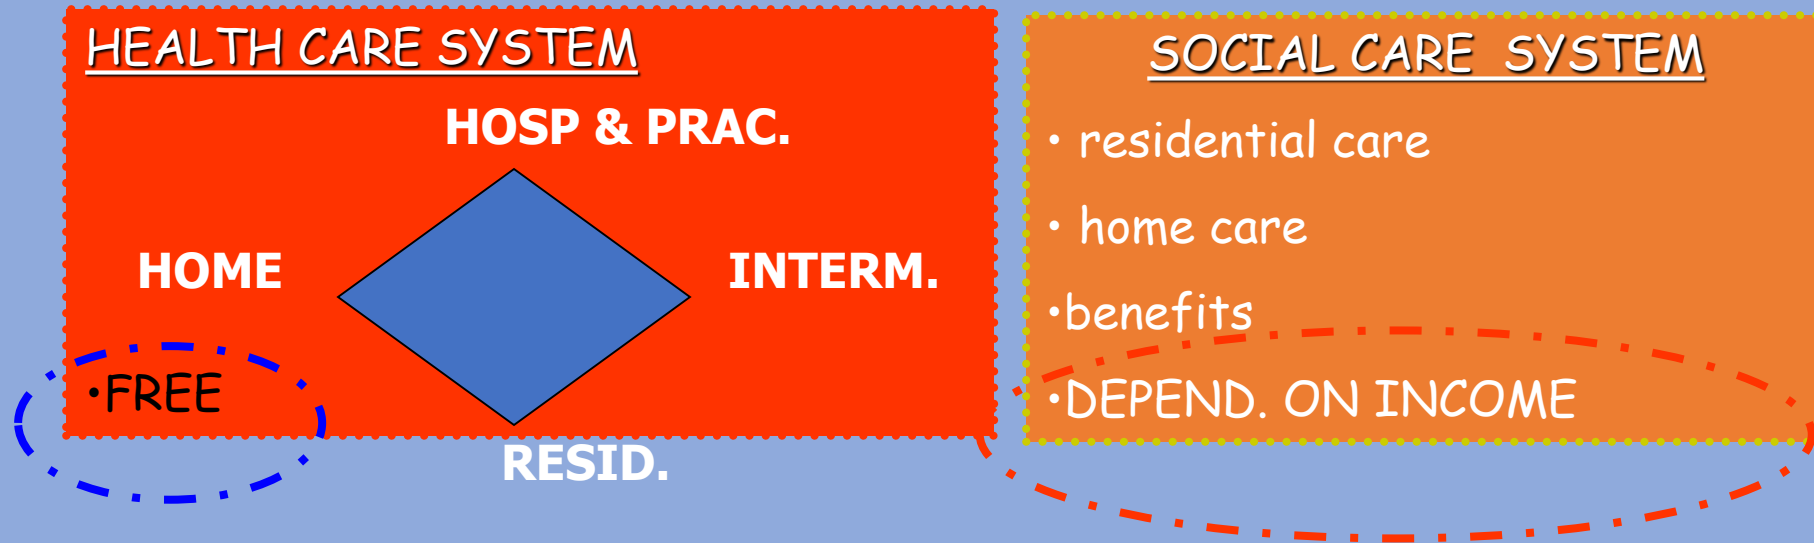 HEALTH CARE SYSTEM
HOSP & PRAC.
HOME
INTERM.
•FREE
RESID.
SOCIAL CARE SYSTEM
• residential care
• home care
•benefits
•DEPEND. ON INCOME